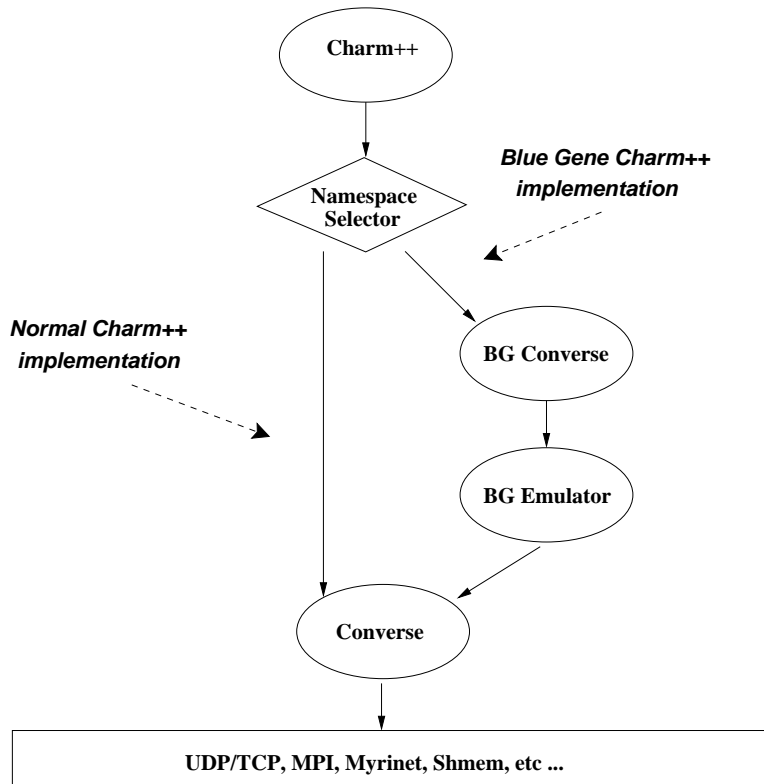 Charm++
Blue Gene Charm++
implementation
Namespace
Selector
Normal Charm++
implementation
BG Converse
BG Emulator
Converse
UDP/TCP, MPI, Myrinet, Shmem, etc ...